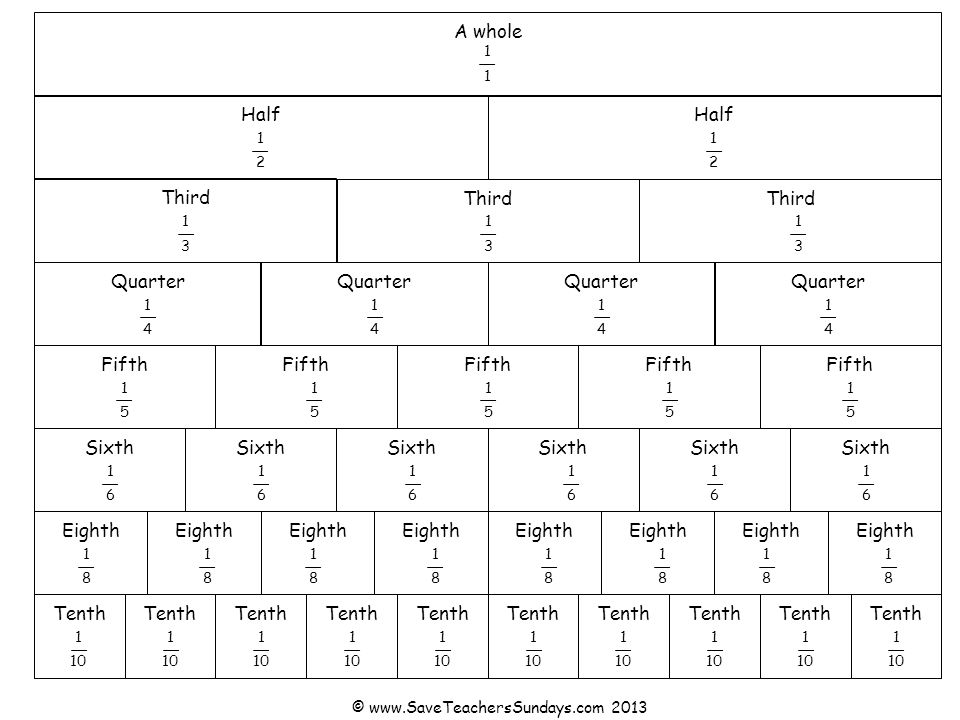 A whole
1
1
Half Half
1 1
2 2
Third Third Third
1 1 1
3 3 3
Quarter Quarter Quarter Quarter
1 1 1 1
4 4 4 4
Fifth Fifth Fifth Fifth Fifth
1 1 1 1 1
5 5 5 5 5
Sixth Sixth Sixth Sixth Sixth Sixth
1 1 1 1 1 1
6 6 6 6 6 6
Eighth Eighth Eighth Eighth Eighth Eighth Eighth Eighth
1 1 1 1 1 1 1 1
8 8 8 8 8 8 8 8
Tenth Tenth Tenth Tenth Tenth Tenth Tenth Tenth Tenth Tenth
1 1 1 1 1 1 1 1 1 1
10 10 10 10 10 10 10 10 10 10
© www.SaveTeachersSundays.com 2013